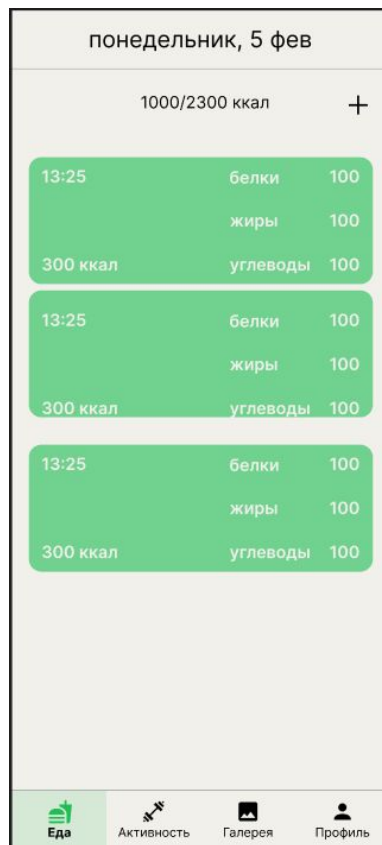 понедельник, 5 фев
1000/2300 ккал +
13:25 белки 100
жиры 100
300 ккал углеводы 100
13:25 белки 100
жиры 100
300 ккал углеводы 100
13:25 белки 100
жиры 100
300 ккал углеводы 100
Еда Активность Галерея Профиль